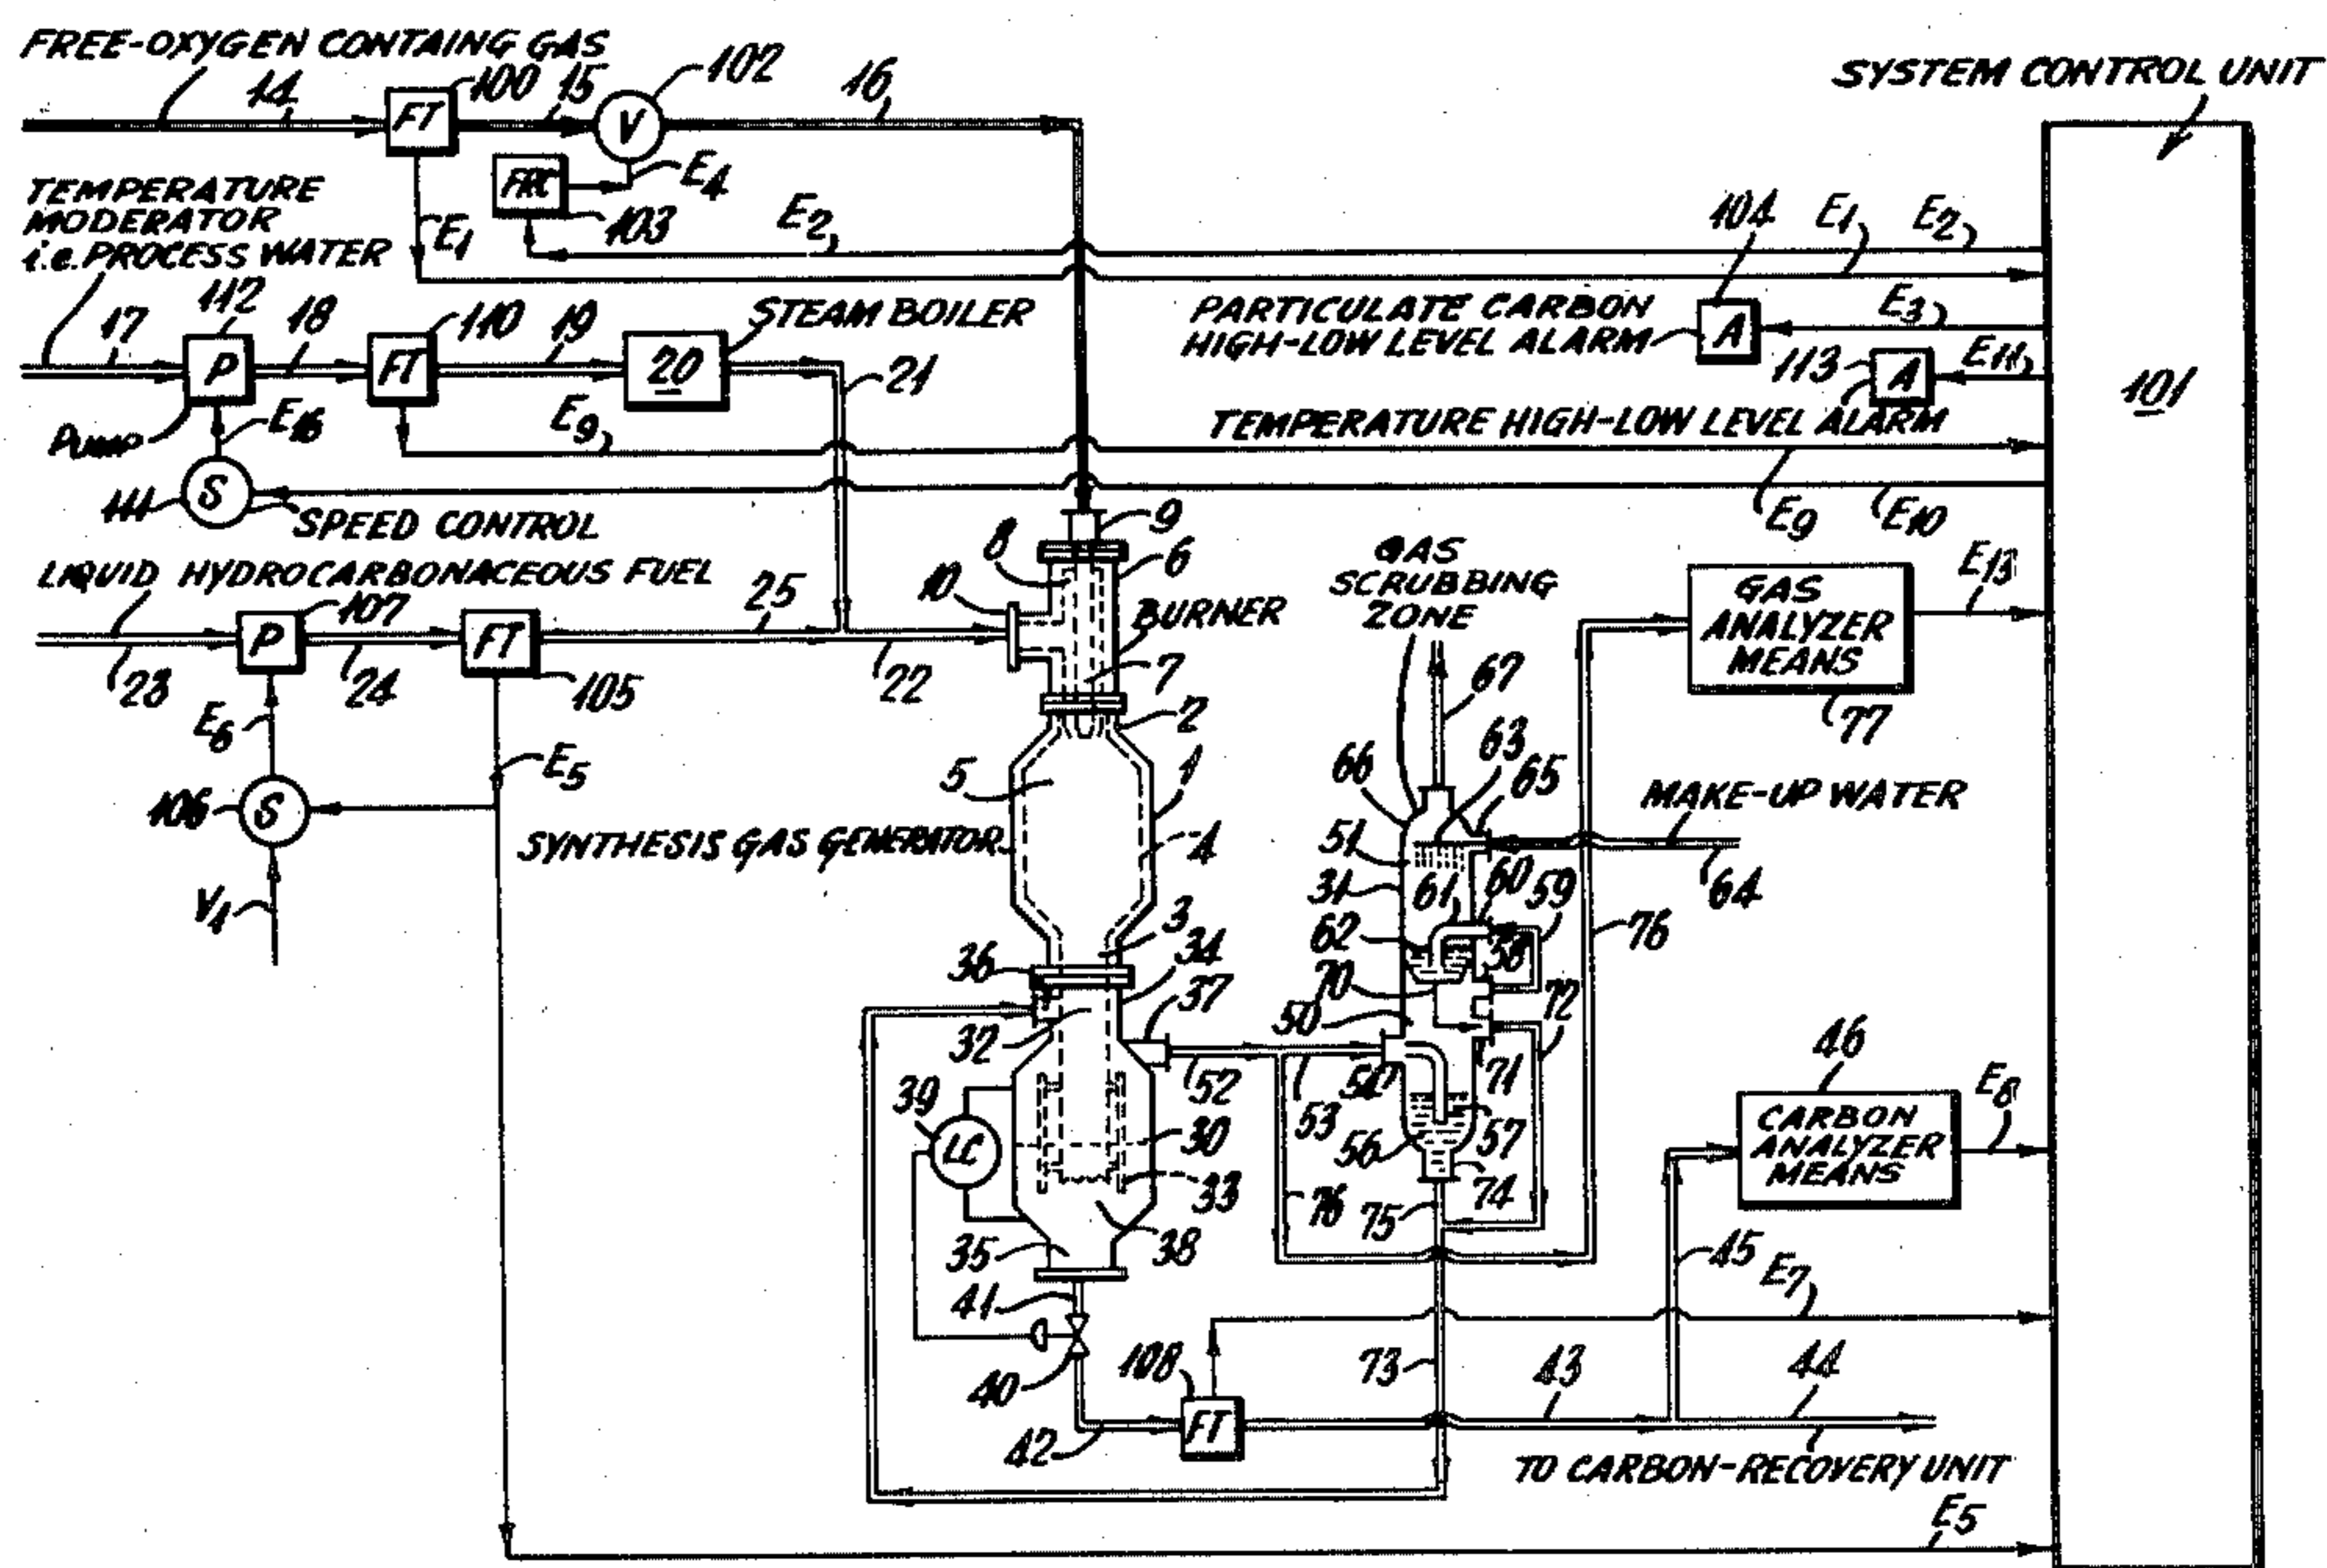 FREE-OXYGEN CONTAING GAS
14
FT
100
15
V
102
16
SYSTEM CONTROL UNIT
FRC
103
E4
E1
E2
TEMPERATURE
MODERATOR
i.e. PROCESS WATER
104
E1
E2
PARTICULATE CARBON
HIGH-LOW LEVEL ALARM
A
E3
113
A
E11
101
TEMPERATURE HIGH-LOW LEVEL ALARM
17
112
P
18
FT
110
19
20
STEAM BOILER
21
PUMP
E16
E9
111
S
SPEED CONTROL
E9
E10
LIQUID HYDROCARBONACEOUS FUEL
23
P
107
24
FT
105
25
22
10
8
9
6
BURNER
7
2
GAS
SCRUBBING
ZONE
67
GAS
ANALYZER
MEANS
77
E13
E6
E5
106
S
V1
5
1
4
SYNTHESIS GAS GENERATOR
3
66
63
65
MAKE-UP WATER
64
51
31
61
60
59
62
58
70
50
72
76
36
34
37
32
52
53
54
71
39
LC
30
33
56
57
74
75
76
38
35
46
CARBON
ANALYZER
MEANS
E8
45
E7
41
40
42
108
FT
73
43
44
TO CARBON-RECOVERY UNIT
E5